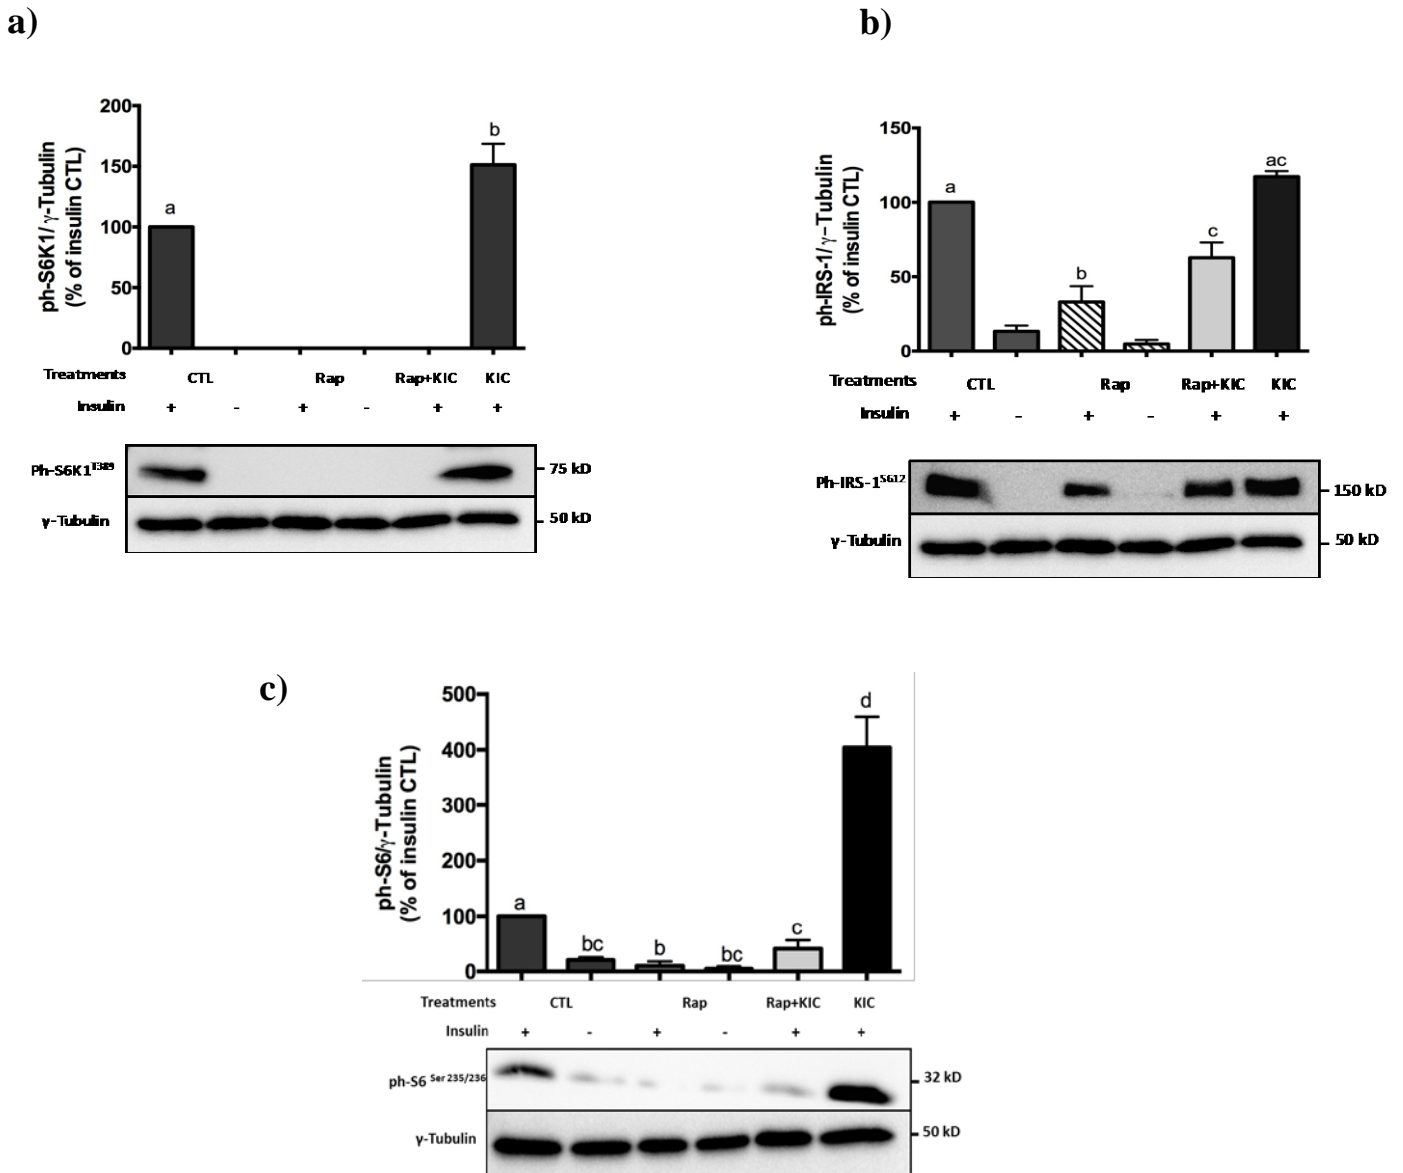 a)
200
150
100
50
0
ph-S6K1/γ-Tubulin
(% of insulin CTL)
a
b
Treatments CTL Rap Rap+KIC KIC
Insulin + - + - + +
Ph-S6K1T389 75 kD
γ-Tubulin 50 kD
b)
150
100
50
0
ph-IRS-1/γ-Tubulin
(% of insulin CTL)
a
b
c
ac
Treatments CTL Rap Rap+KIC KIC
Insulin + - + - + +
Ph-IRS-1S612 150 kD
γ-Tubulin 50 kD
c)
500
400
300
200
100
0
ph-S6/γ-Tubulin
(% of insulin CTL)
a
bc
b
bc
c
d
Treatments CTL Rap Rap+KIC KIC
Insulin + - + - + +
ph-S6 Ser 235/236 32 kD
γ-Tubulin 50 kD